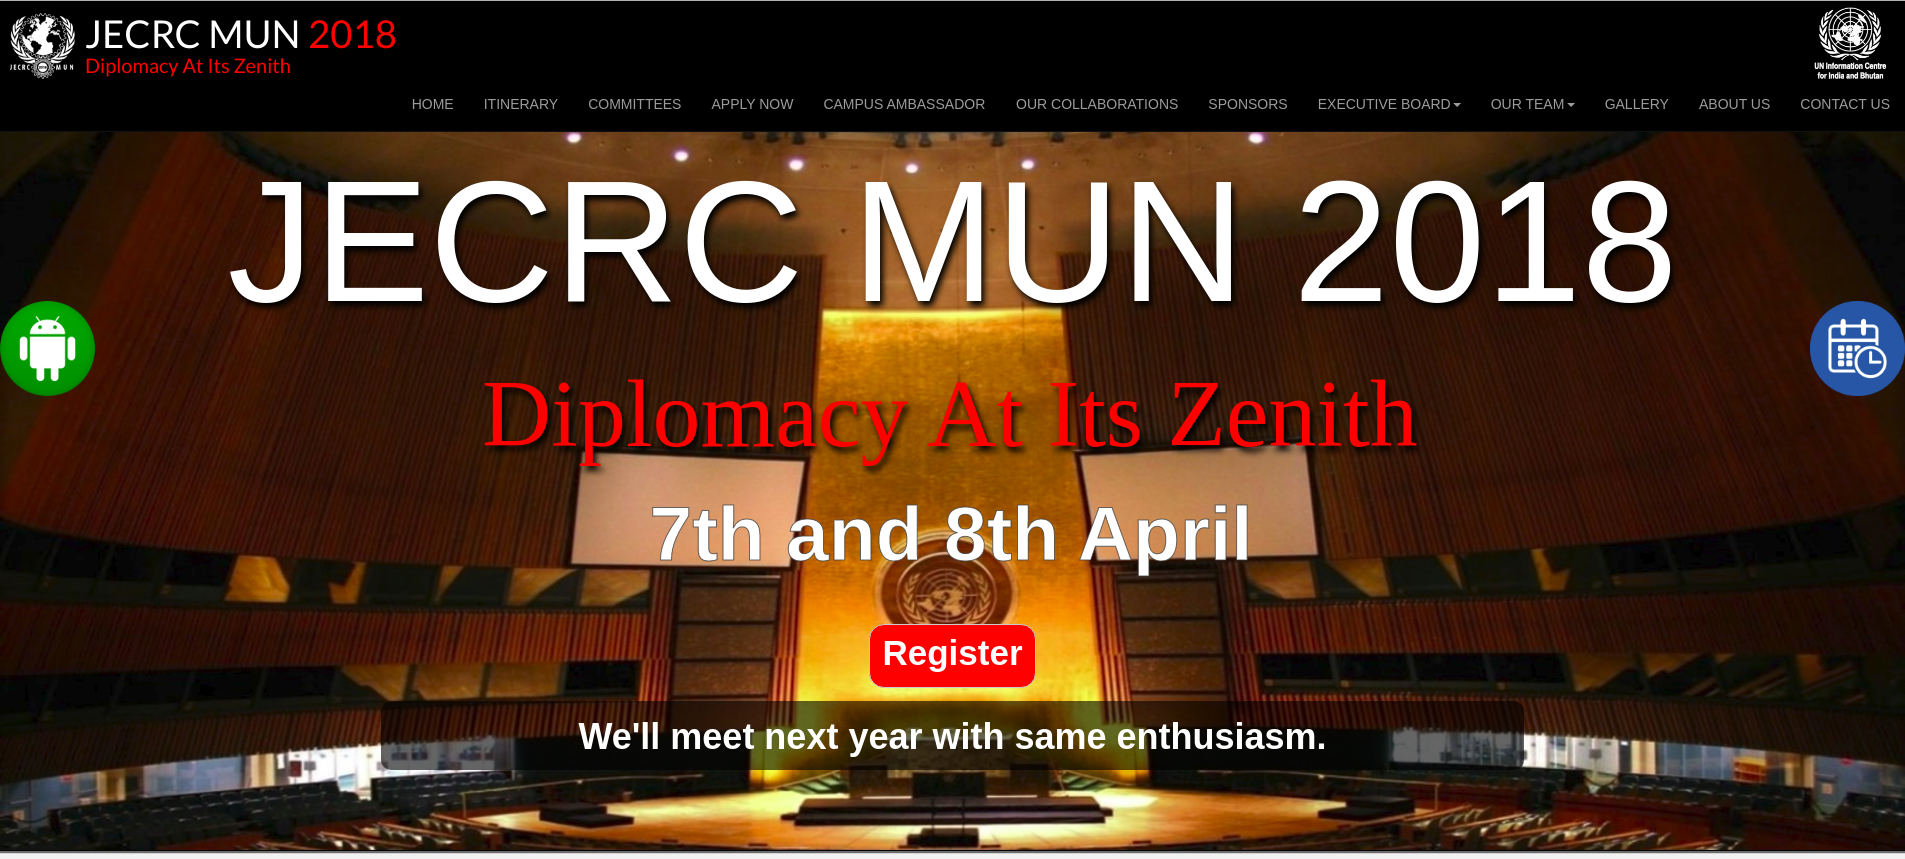 JECRC MUN 2018
Diplomacy At Its Zenith
JECRC MUN
UN Information Centre
for India and Bhutan
HOME ITINERARY COMMITTEES APPLY NOW CAMPUS AMBASSADOR OUR COLLABORATIONS SPONSORS EXECUTIVE BOARD OUR TEAM GALLERY ABOUT US CONTACT US
JECRC MUN 2018
Diplomacy At Its Zenith
7th and 8th April
Register
We'll meet next year with same enthusiasm.